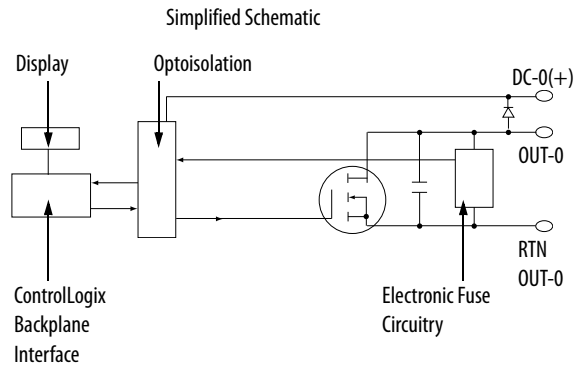 Simplified Schematic
Display
Optoisolation
DC-0(+)
OUT-0
RTN
OUT-0
ControlLogix
Backplane
Interface
Electronic Fuse
Circuitry